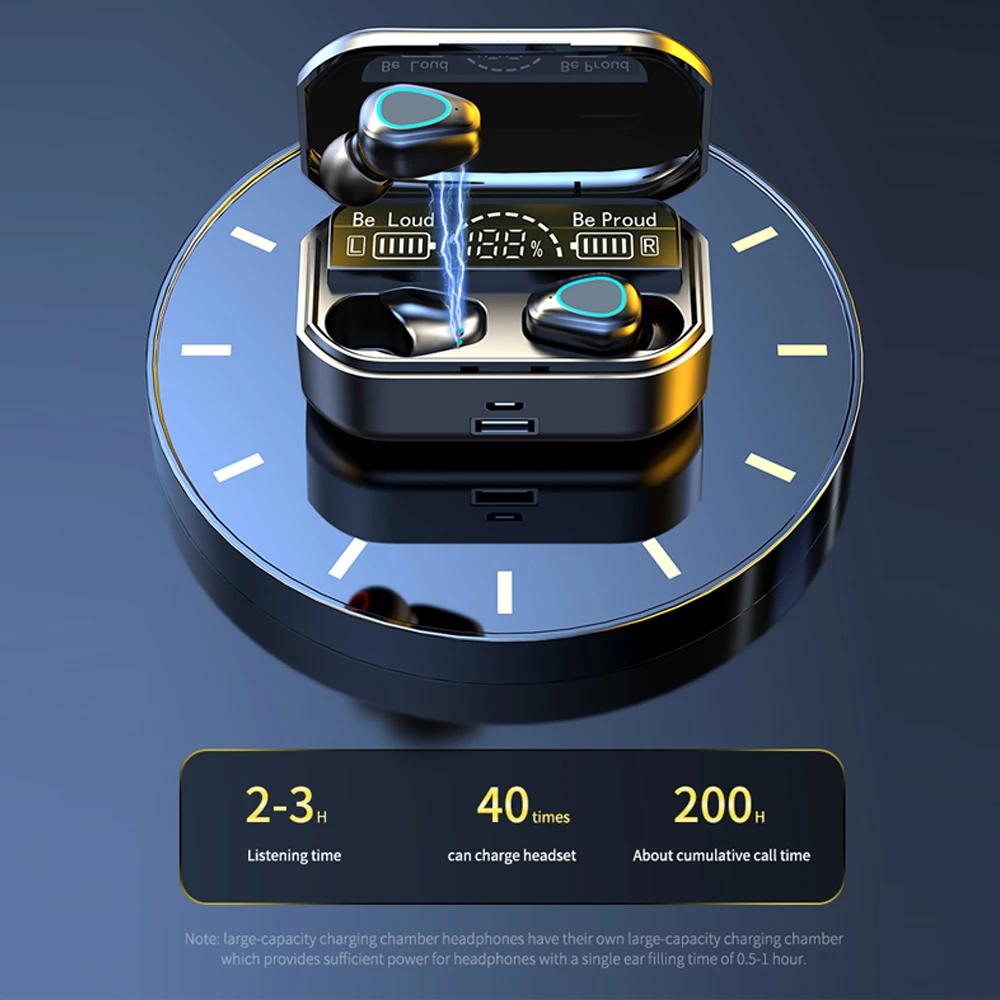 Be Loud
Be Proud
Be Loud
Be Proud
L
188%
R
2-3H
40times
200H
Listening time
can charge headset
About cumulative call time
Note: large-capacity charging chamber headphones have their own large-capacity charging chamber
which provides sufficient power for headphones with a single ear filling time of 0.5-1 hour.